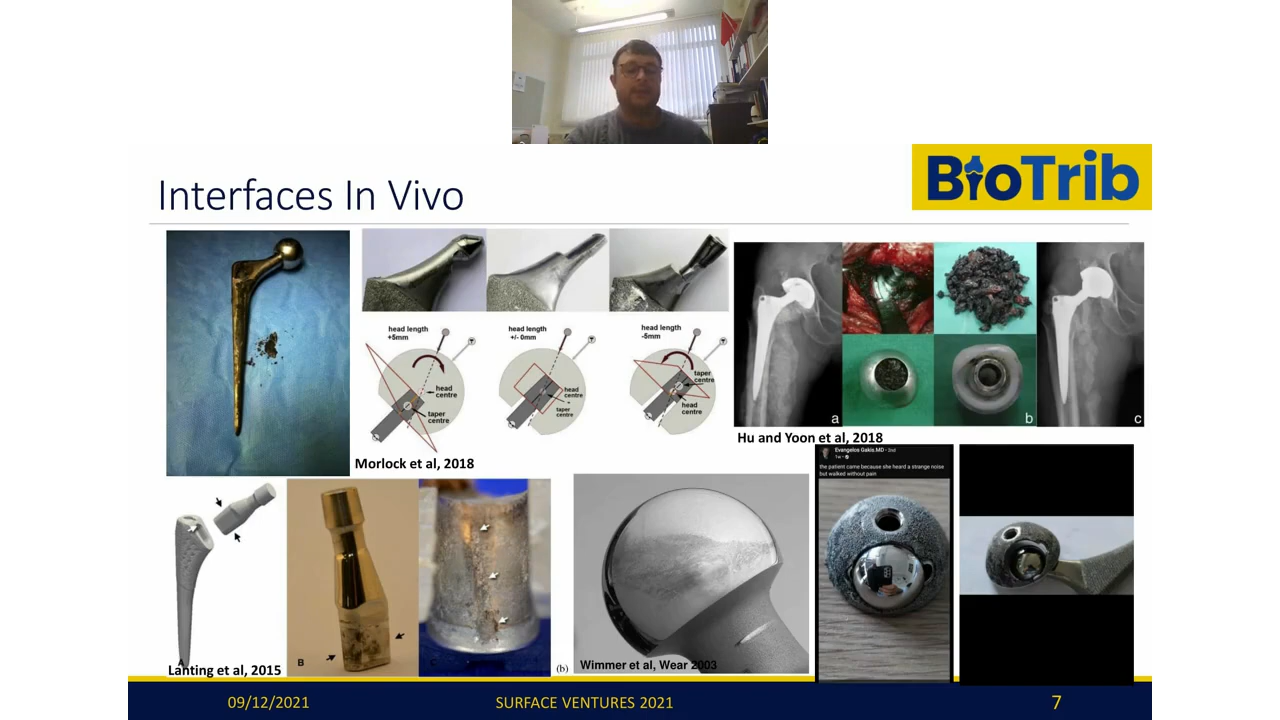 BioTrib
Interfaces In Vivo
head length
+5mm
head
centre
taper
centre
head length
+/- 0mm
head
centre
taper
centre
head length
-5mm
taper
centre
head
centre
a
b
c
Hu and Yoon et al, 2018
Morlock et al, 2018
Evangelos Gakis.MD
the patient came because she heard a strange noise
but walked without pain
A
B
C
(b)
Lanting et al, 2015
Wimmer et al, Wear 2003
09/12/2021
SURFACE VENTURES 2021
7